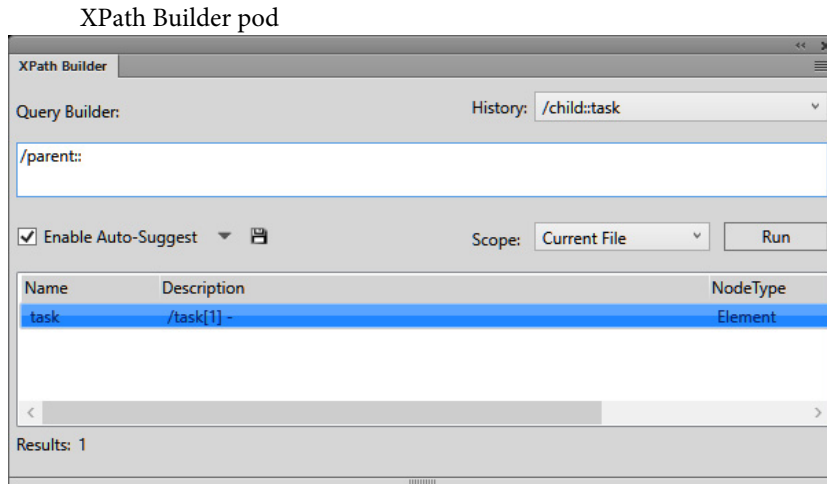 XPath Builder pod
XPath Builder
Query Builder: History: /child::task
/parent::
Enable Auto-Suggest Scope: Current File Run
Name Description NodeType
task /task[1] - Element
Results: 1